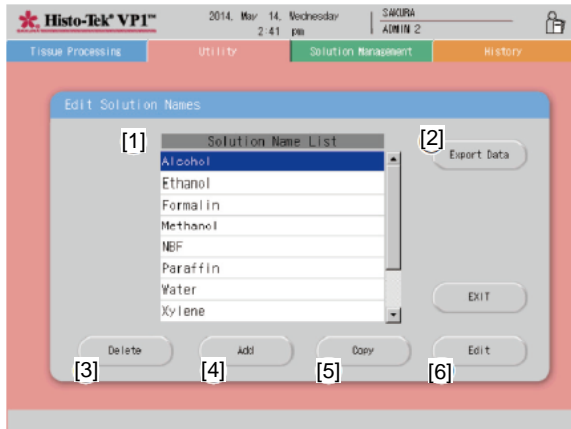 Histo-Tek® VP1™
2014. May 14. Wednesday
2:41 pm
SAKURA
ADMIN 2
Tissue Processing
Utility
Solution Management
History
Edit Solution Names
[1]
Solution Name List
[2]
Export Data
Alcohol
Ethanol
Formalin
Methanol
NBF
Paraffin
Water
Xylene
EXIT
Delete
Add
Copy
Edit
[3]
[4]
[5]
[6]